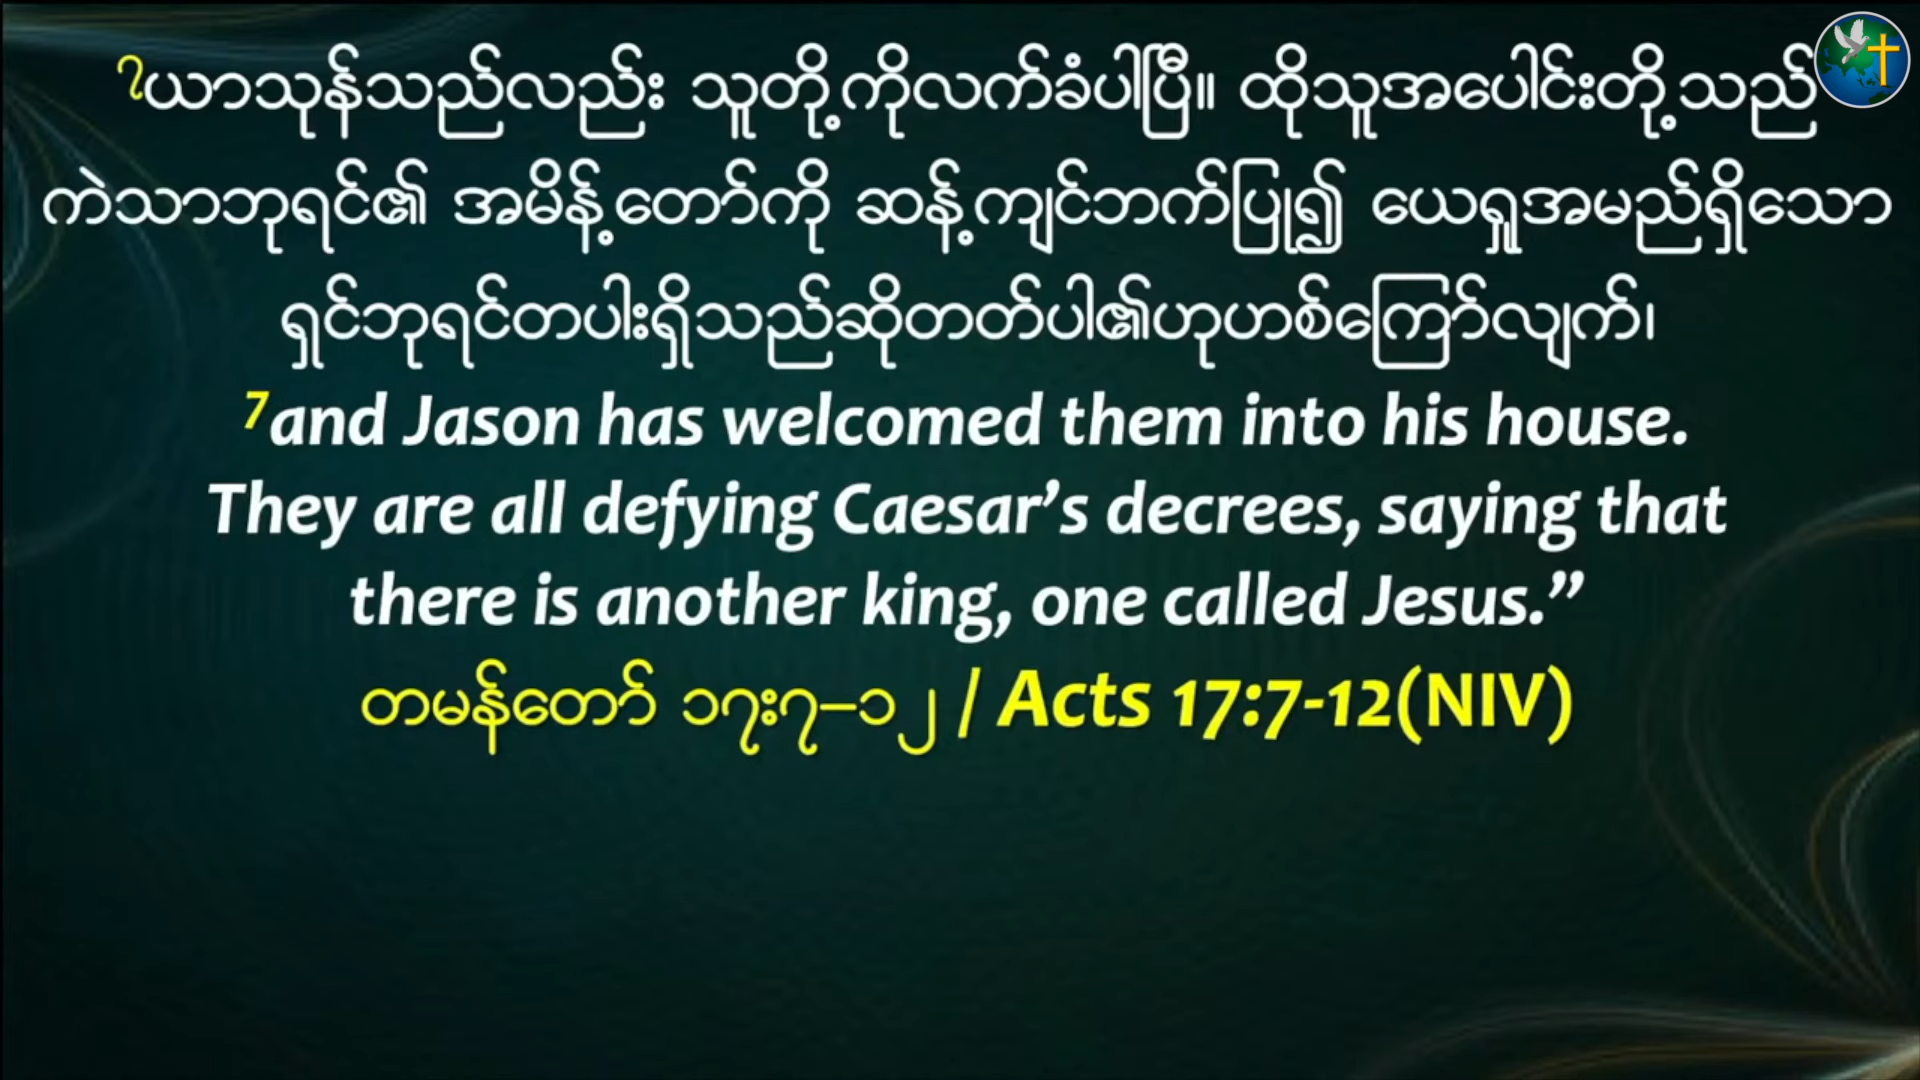 ၇ယာသုန်သည်လည်း သူတို့ကိုလက်ခံပါပြီ။ ထိုသူအပေါင်းတို့သည်
ကဲသာဘုရင်၏ အမိန့်တော်ကို ဆန့်ကျင်ဘက်ပြု၍ ယေရှုအမည်ရှိသော
ရှင်ဘုရင်တပါးရှိသည်ဆိုတတ်ပါ၏ဟုဟစ်ကြော်လျက်၊
7and Jason has welcomed them into his house.
They are all defying Caesar’s decrees, saying that
there is another king, one called Jesus.”
တမန်တော် ၁၇း၇–၁၂ / Acts 17:7-12(NIV)